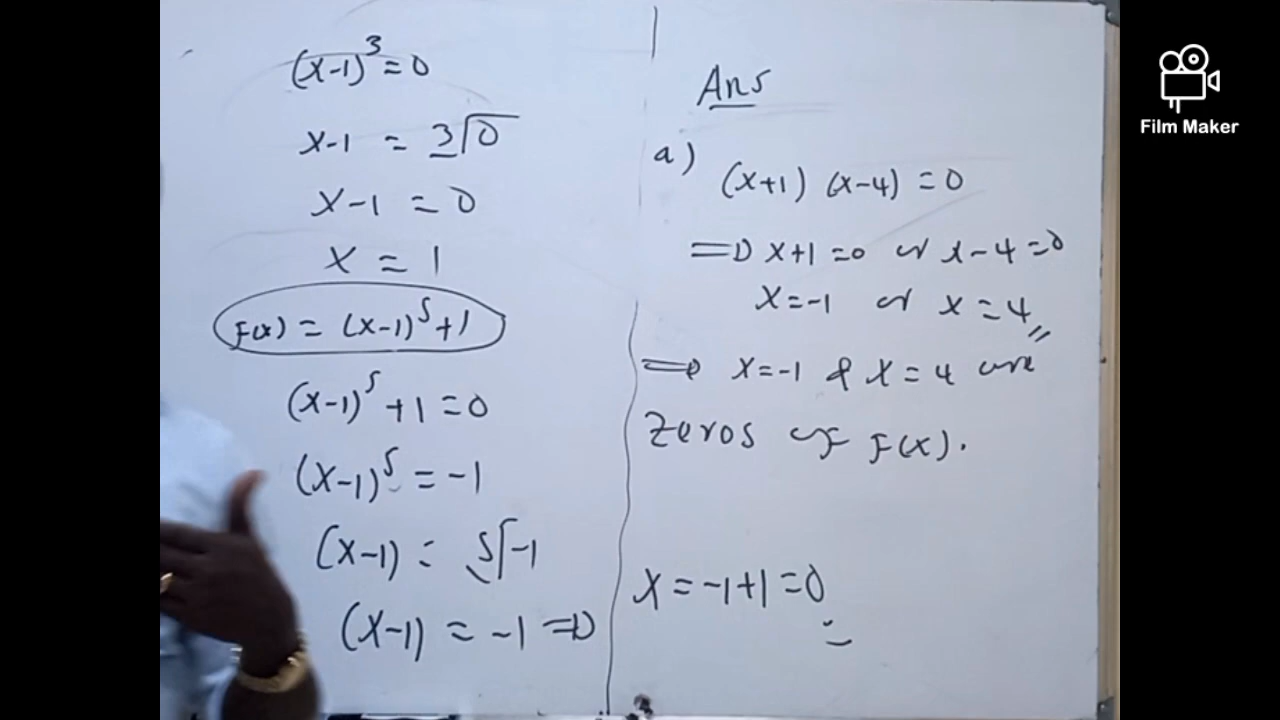 (x-1)³ = 0
x-1 = ³√0
x-1 = 0
x = 1
F(x) = (x-1)⁵+1
(x-1)⁵ + 1 = 0
(x-1)⁵ = -1
(x-1) = ⁵√-1
(x-1) = -1 ⇒
Ans
a) (x+1) (x-4) = 0
⇒ x+1 = 0 or x-4 = 0
x = -1 or x = 4
⇒ x = -1 & x = 4 are
Zeros of F(x).
x = -1+1 = 0
Film Maker